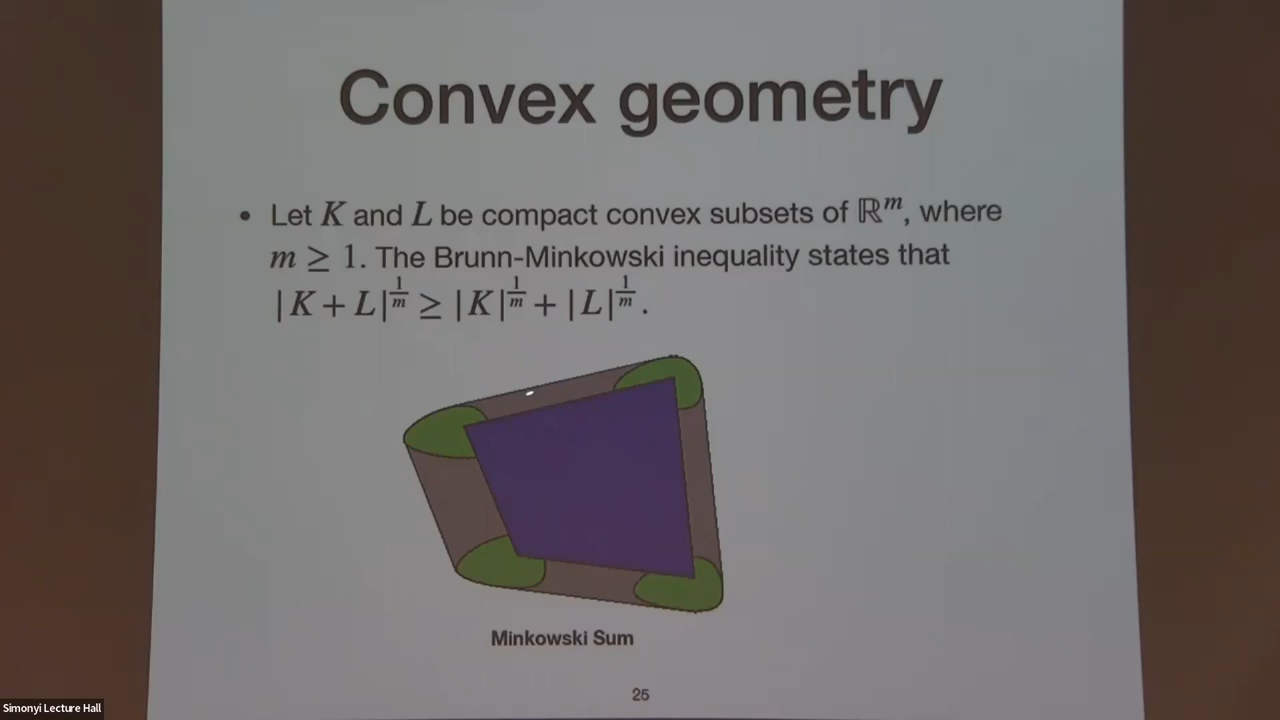 Convex geometry
• Let K and L be compact convex subsets of ℝ^m, where
m ≥ 1. The Brunn-Minkowski inequality states that
|K + L|^{1/m} ≥ |K|^{1/m} + |L|^{1/m}.
Minkowski Sum
25
Simonyi Lecture Hall